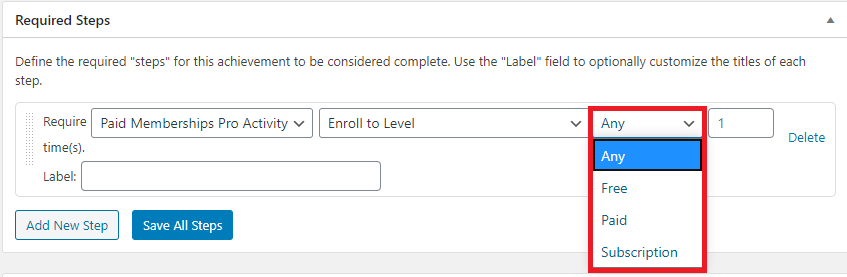 Required Steps
Define the required "steps" for this achievement to be considered complete. Use the "Label" field to optionally customize the titles of each
step.
Require Paid Memberships Pro Activity Enroll to Level Any 1
time(s).
Delete
Label:
Any
Free
Paid
Subscription
Add New Step Save All Steps